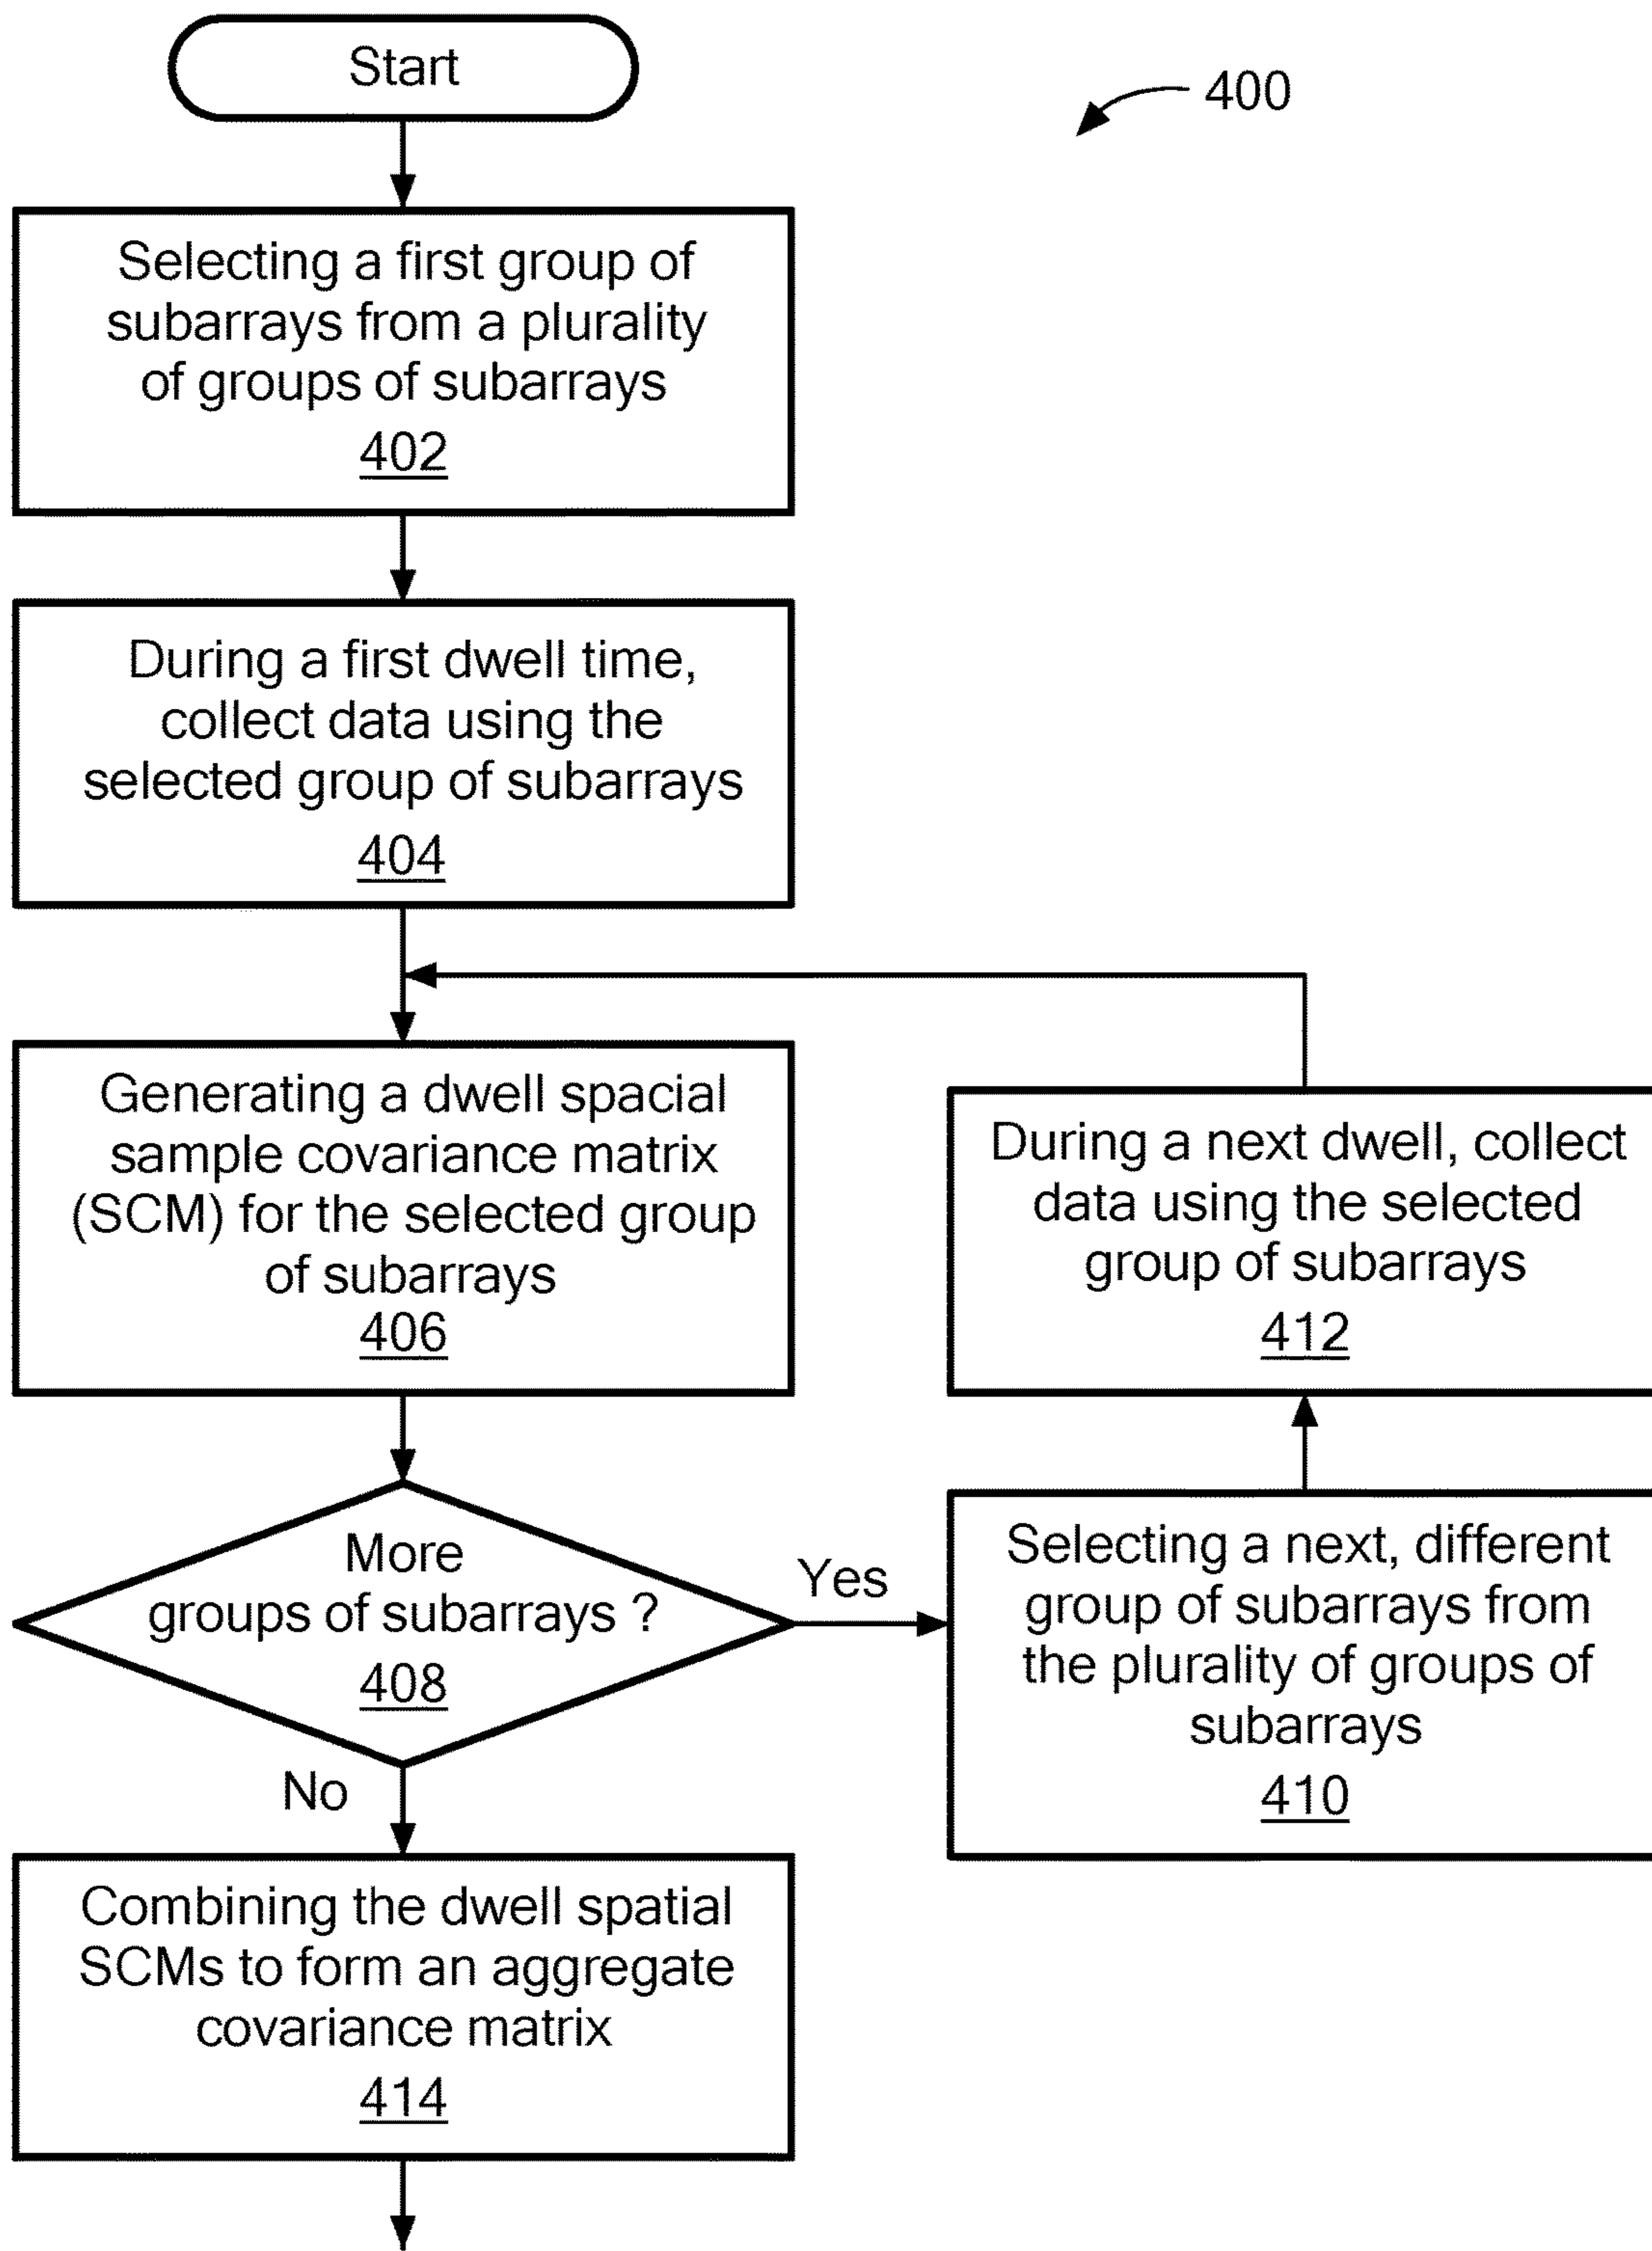 Start
400
Selecting a first group of
subarrays from a plurality
of groups of subarrays
402
During a first dwell time,
collect data using the
selected group of subarrays
404
Generating a dwell spacial
sample covariance matrix
(SCM) for the selected group
of subarrays
406
More
groups of subarrays ?
408
Yes
No
Selecting a next, different
group of subarrays from
the plurality of groups of
subarrays
410
During a next dwell, collect
data using the selected
group of subarrays
412
Combining the dwell spatial
SCMs to form an aggregate
covariance matrix
414